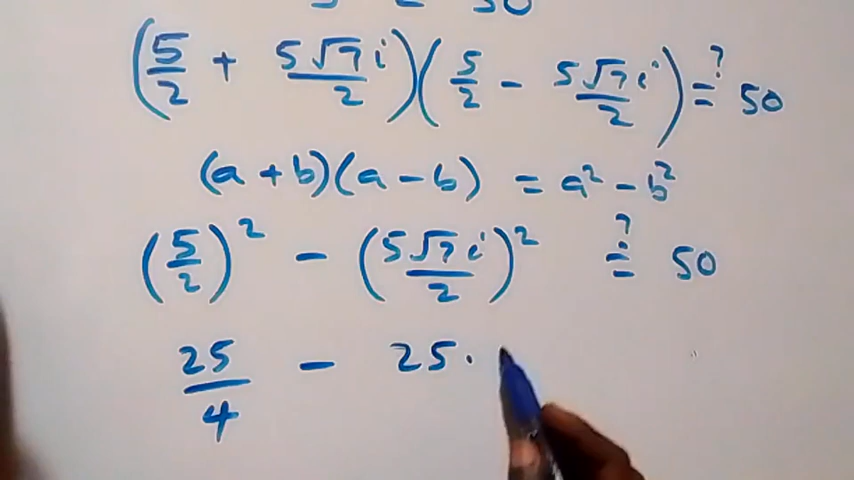 (5/2 + 5√7i/2)(5/2 - 5√7i/2) ≟ 50
(a + b)(a - b) = a² - b²
(5/2)² - (5√7i/2)² ≟ 50
25/4 - 25.